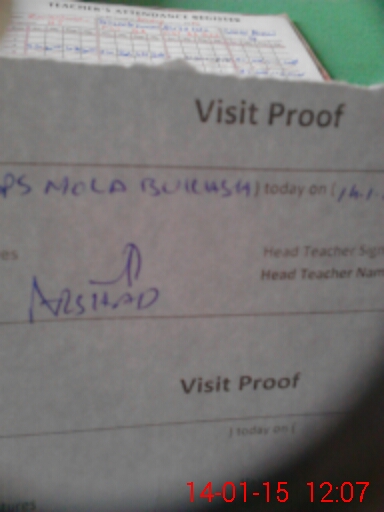 TEACHER'S ATTENDANCE REGISTER
Visit Proof
PS MOLA BUKHSH) today on (14.1.
es
Head Teacher Sign
Head Teacher Nam
ARSHAD
Visit Proof
) today on (
tures
14-01-15 12:07